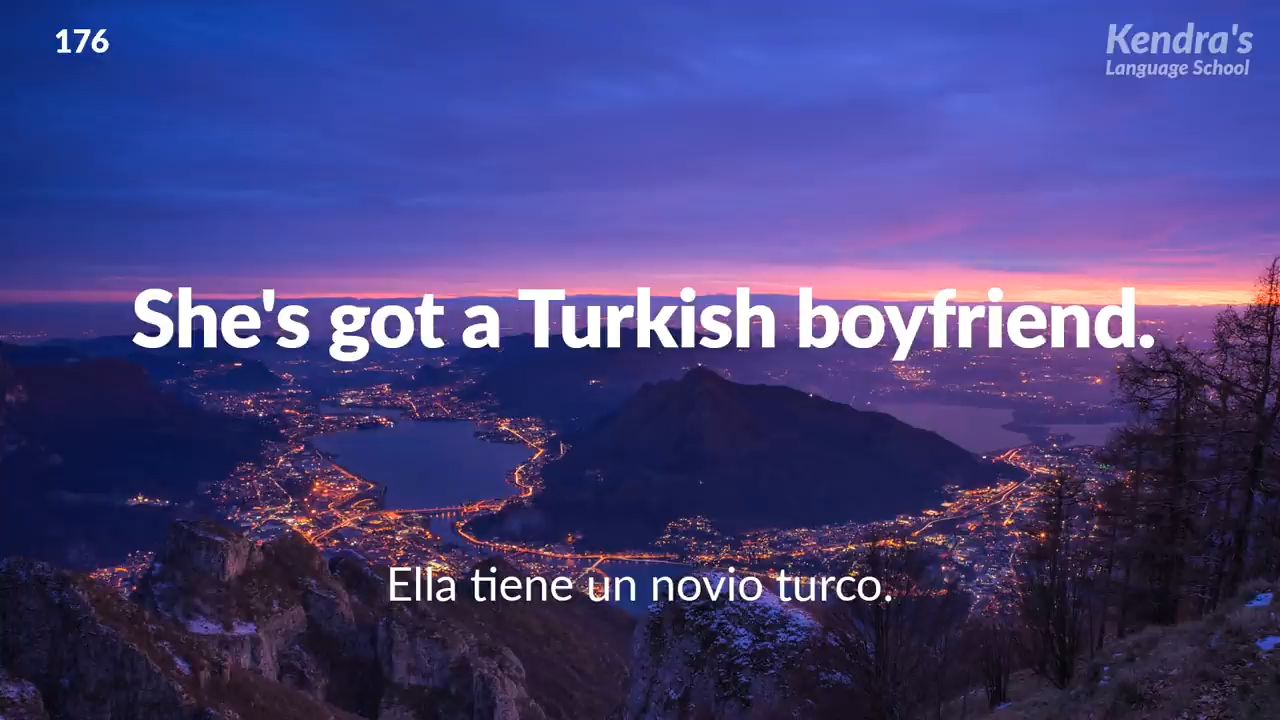 176
Kendra's
Language School
She's got a Turkish boyfriend.
Ella tiene un novio turco.